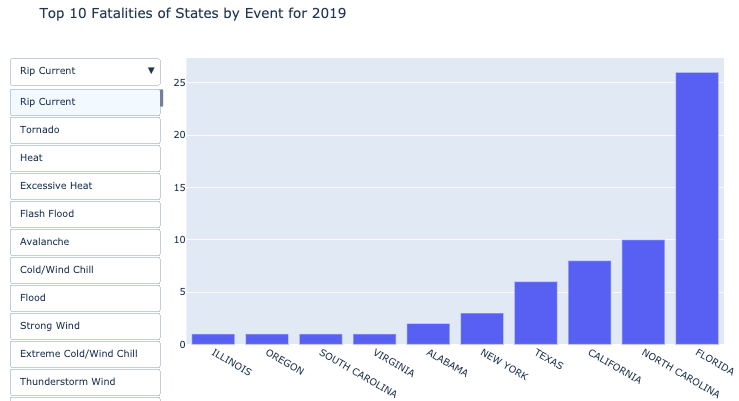 Top 10 Fatalities of States by Event for 2019
Rip Current ▼
Rip Current
Tornado
Heat
Excessive Heat
Flash Flood
Avalanche
Cold/Wind Chill
Flood
Strong Wind
Extreme Cold/Wind Chill
Thunderstorm Wind
25
20
15
10
5
0
ILLINOIS
OREGON
SOUTH CAROLINA
VIRGINIA
ALABAMA
NEW YORK
TEXAS
CALIFORNIA
NORTH CAROLINA
FLORIDA